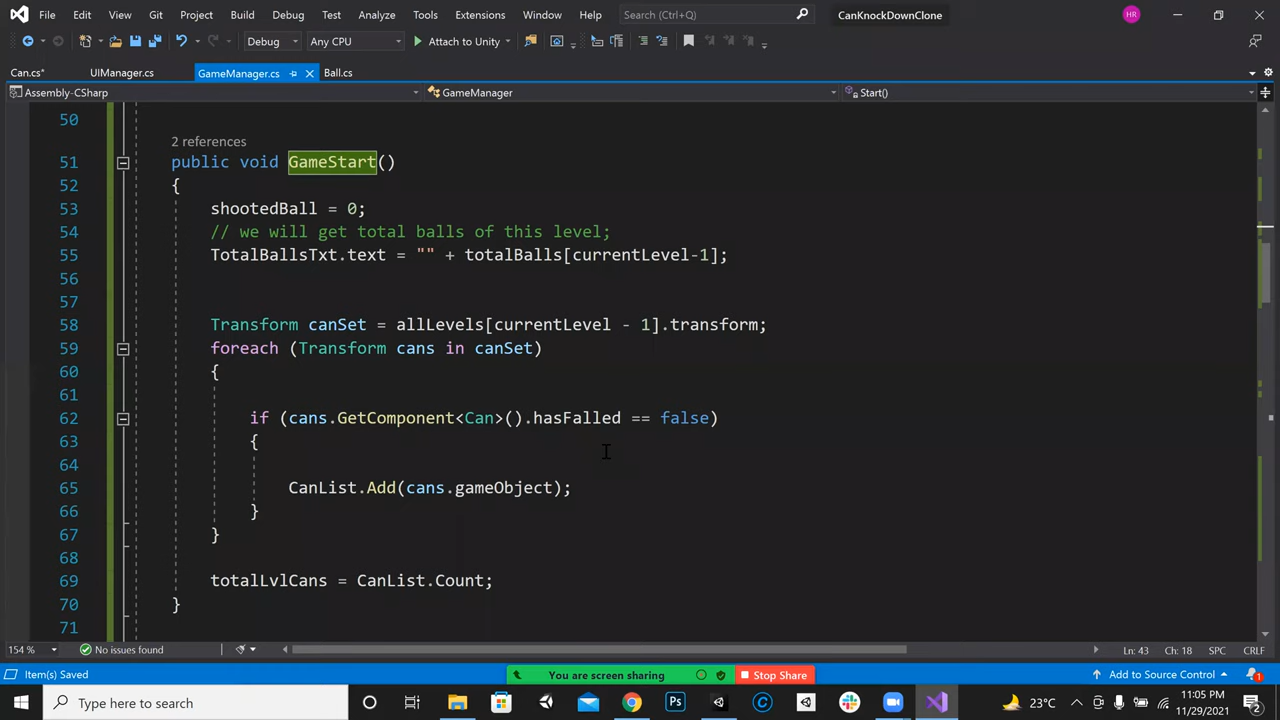 File Edit View Git Project Build Debug Test Analyze Tools Extensions Window Help Search (Ctrl+Q) CanKnockDownClone HR
Debug Any CPU Attach to Unity
Can.cs* UIManager.cs GameManager.cs Ball.cs
Assembly-CSharp GameManager Start()
50
2 references
51 public void GameStart()
52 {
53 shootedBall = 0;
54 // we will get total balls of this level;
55 TotalBallsTxt.text = "" + totalBalls[currentLevel-1];
56
57
58 Transform canSet = allLevels[currentLevel - 1].transform;
59 foreach (Transform cans in canSet)
60 {
61
62 if (cans.GetComponent<Can>().hasFalled == false)
63 {
64
65 CanList.Add(cans.gameObject);
66 }
67 }
68
69 totalLvlCans = CanList.Count;
70 }
71
154 % No issues found Ln: 43 Ch: 18 SPC CRLF
Item(s) Saved You are screen sharing Stop Share Add to Source Control 1
Type here to search Ps 23°C 11:05 PM
11/29/2021 2